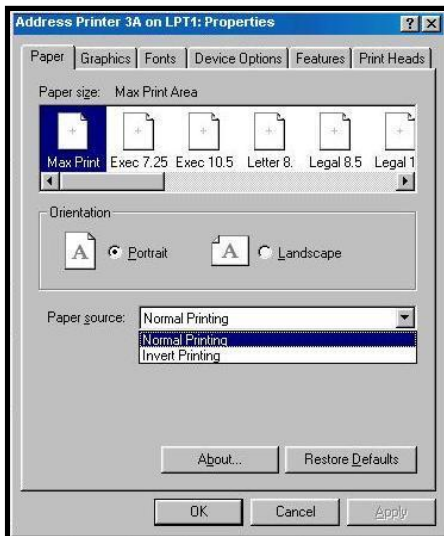 Address Printer 3A on LPT1: Properties
Paper Graphics Fonts Device Options Features Print Heads
Paper size: Max Print Area
Max Print Exec 7.25 Exec 10.5 Letter 8. Legal 8.5 Legal 1
Orientation
A Portrait A Landscape
Paper source: Normal Printing
Normal Printing
Invert Printing
About... Restore Defaults
OK Cancel Apply